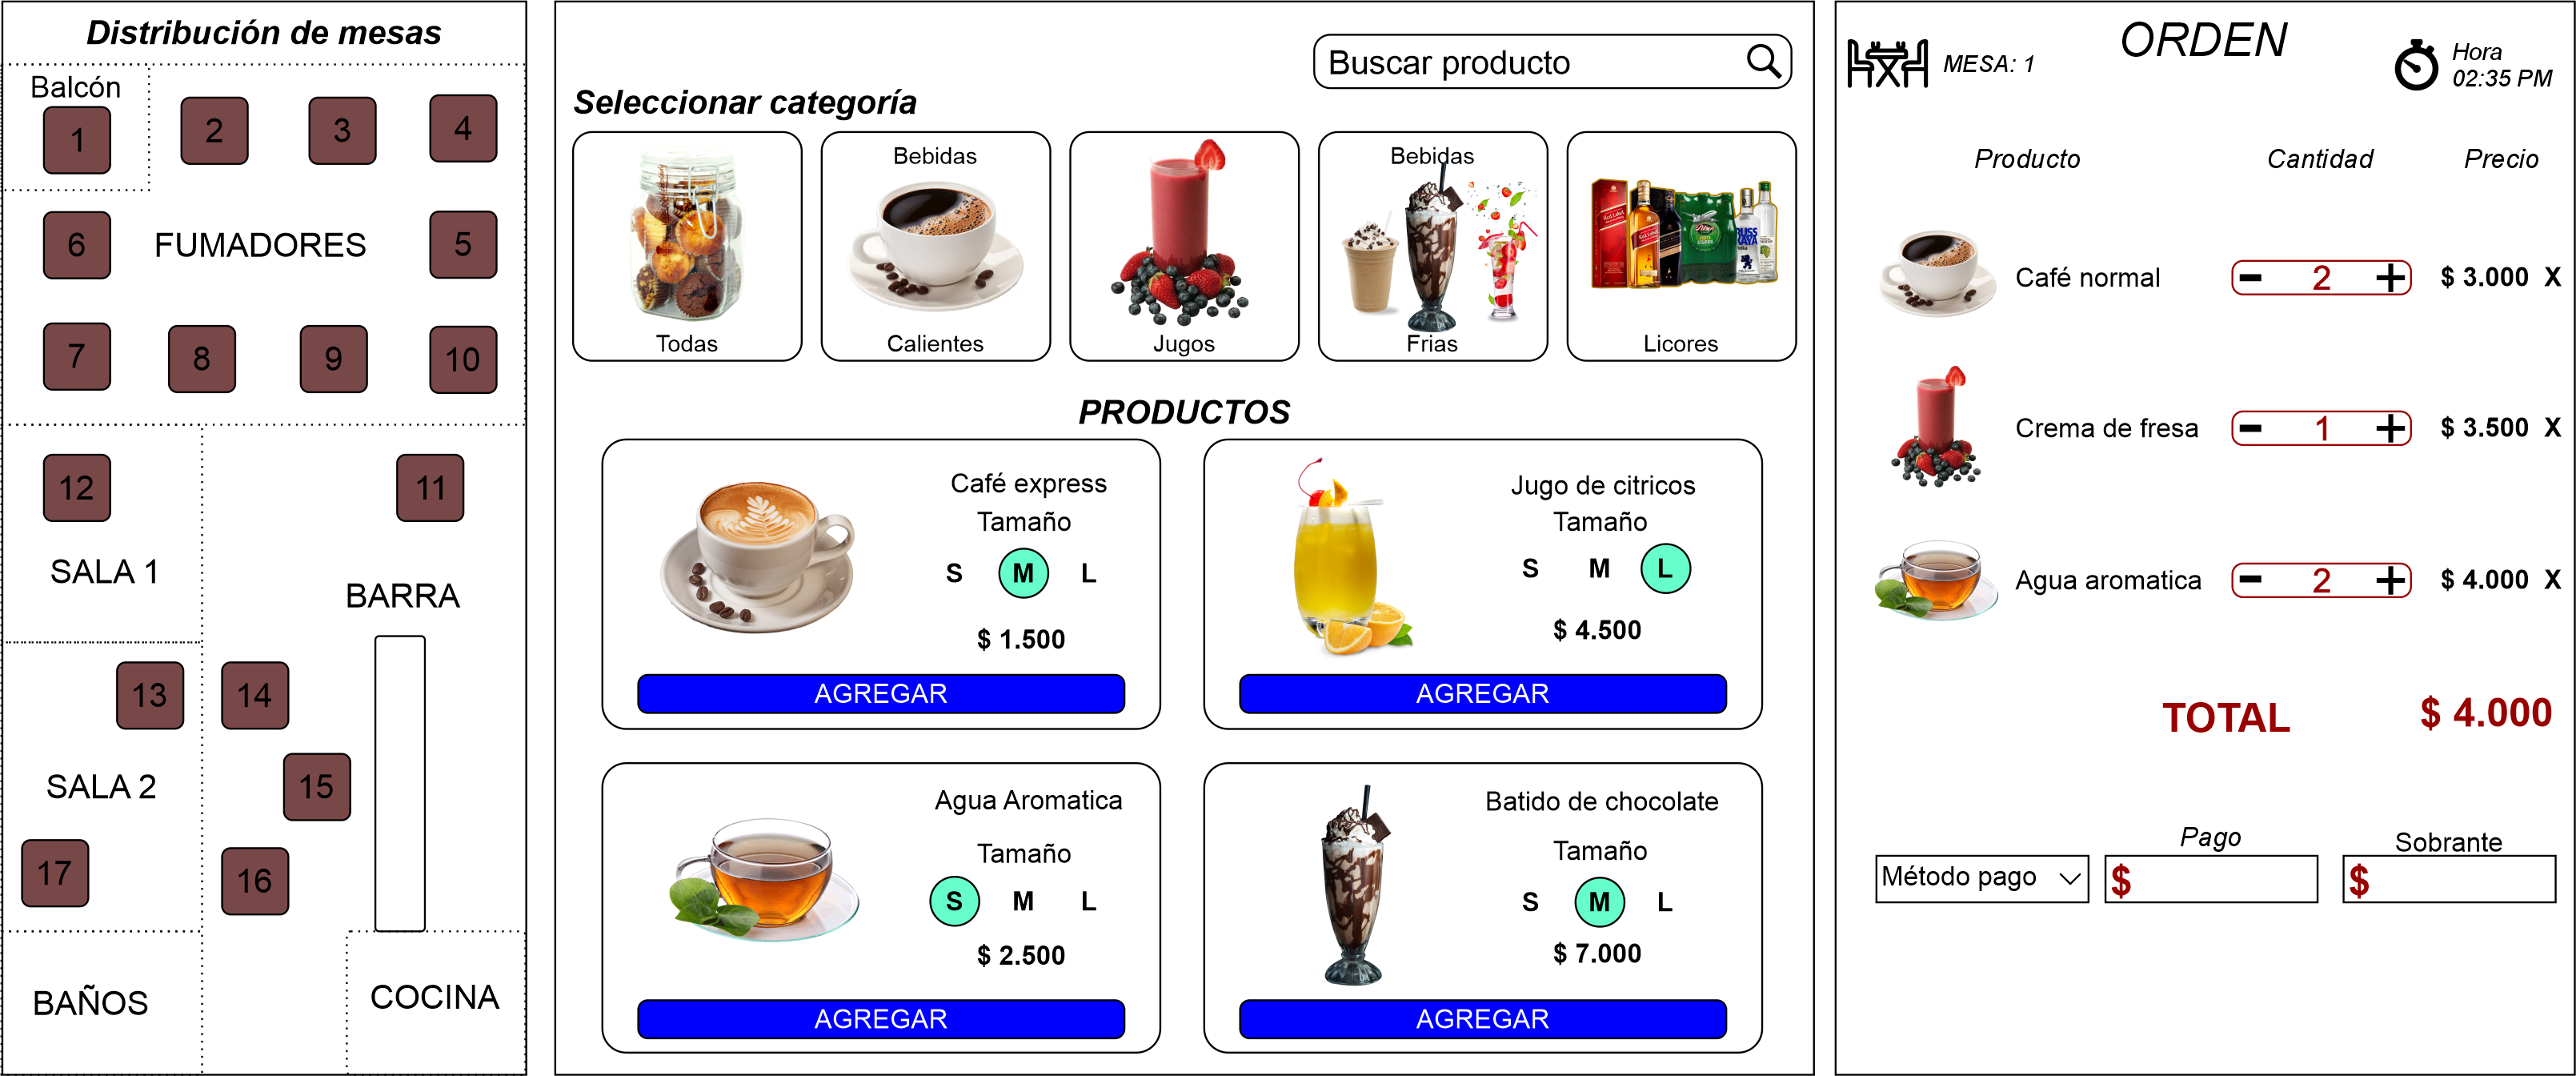 Distribución de mesas
Balcón
1
2
3
4
6
FUMADORES
5
7
8
9
10
12
11
SALA 1
BARRA
13
14
SALA 2
15
17
16
BAÑOS
COCINA
Buscar producto
Seleccionar categoría
Todas
Bebidas
Calientes
Jugos
Bebidas
Frias
Licores
PRODUCTOS
Café express
Tamaño
S M L
$ 1.500
AGREGAR
Jugo de citricos
Tamaño
S M L
$ 4.500
AGREGAR
Agua Aromatica
Tamaño
S M L
$ 2.500
AGREGAR
Batido de chocolate
Tamaño
S M L
$ 7.000
AGREGAR
MESA: 1
ORDEN
Hora
02:35 PM
Producto Cantidad Precio
Café normal − 2 + $ 3.000 X
Crema de fresa − 1 + $ 3.500 X
Agua aromatica − 2 + $ 4.000 X
TOTAL $ 4.000
Método pago
Pago
$
Sobrante
$